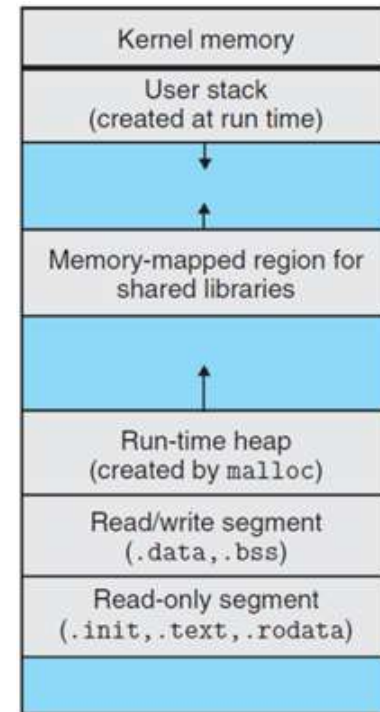 Kernel memory
User stack
(created at run time)
Memory-mapped region for
shared libraries
Run-time heap
(created by malloc)
Read/write segment
(.data,.bss)
Read-only segment
(.init,.text,.rodata)